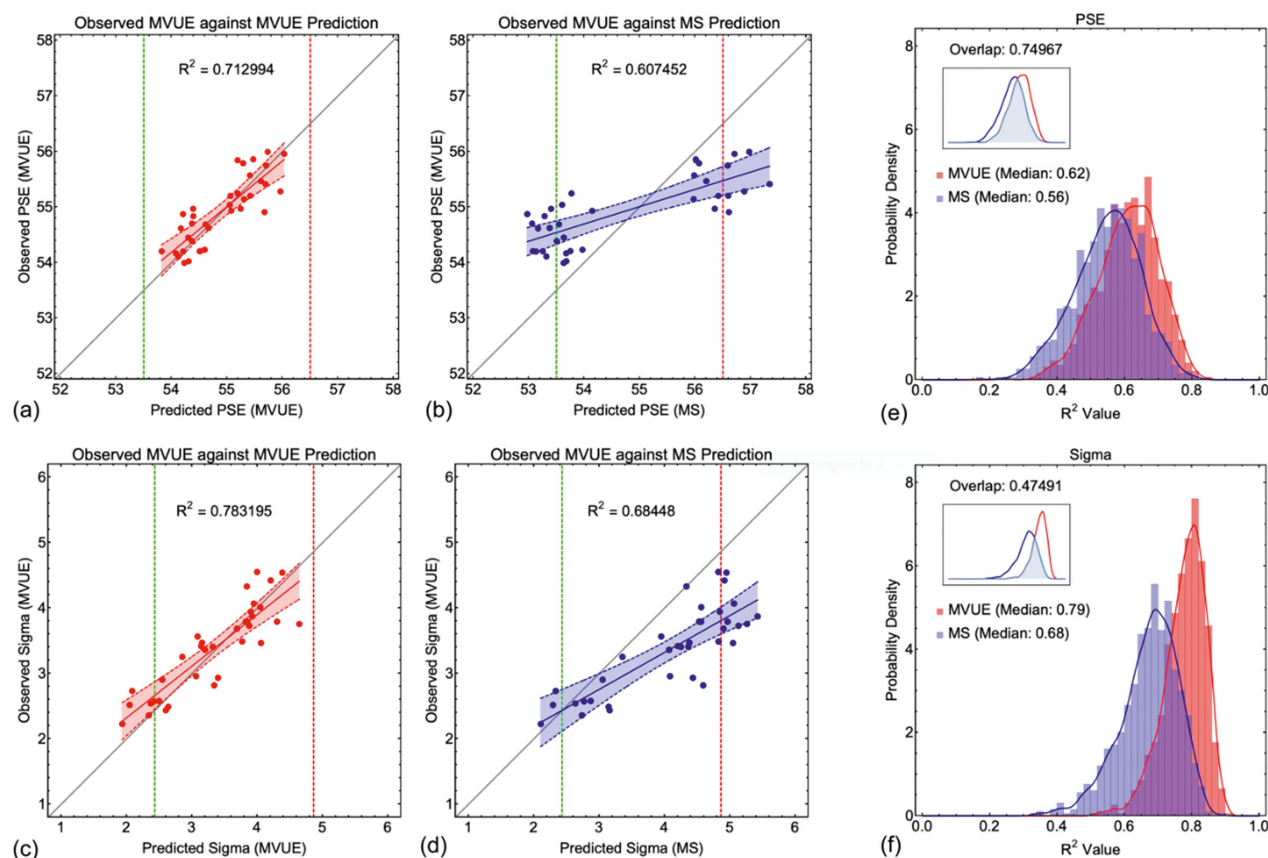 Observed MVUE against MVUE Prediction
R² = 0.712994
Observed PSE (MVUE)
58
57
56
55
54
53
52
52 53 54 55 56 57 58
(a)
Predicted PSE (MVUE)
Observed MVUE against MS Prediction
R² = 0.607452
Observed PSE (MVUE)
58
57
56
55
54
53
52
52 53 54 55 56 57 58
(b)
Predicted PSE (MS)
PSE
Overlap: 0.74967
MVUE (Median: 0.62)
MS (Median: 0.56)
Probability Density
8
6
4
2
0
0.0 0.2 0.4 0.6 0.8 1.0
(e)
R² Value
Observed MVUE against MVUE Prediction
R² = 0.783195
Observed Sigma (MVUE)
6
5
4
3
2
1
1 2 3 4 5 6
(c)
Predicted Sigma (MVUE)
Observed MVUE against MS Prediction
R² = 0.68448
Observed Sigma (MVUE)
6
5
4
3
2
1
1 2 3 4 5 6
(d)
Predicted Sigma (MS)
Sigma
Overlap: 0.47491
MVUE (Median: 0.79)
MS (Median: 0.68)
Probability Density
8
6
4
2
0
0.0 0.2 0.4 0.6 0.8 1.0
(f)
R² Value